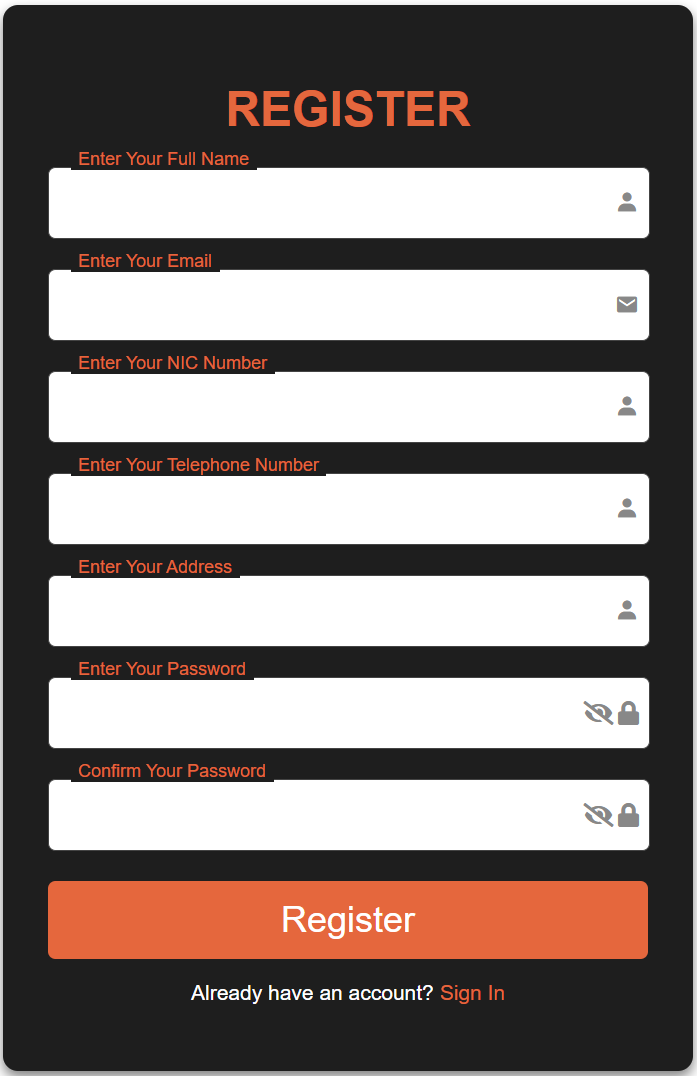 REGISTER
Enter Your Full Name
Enter Your Email
Enter Your NIC Number
Enter Your Telephone Number
Enter Your Address
Enter Your Password
Confirm Your Password
Register
Already have an account? Sign In